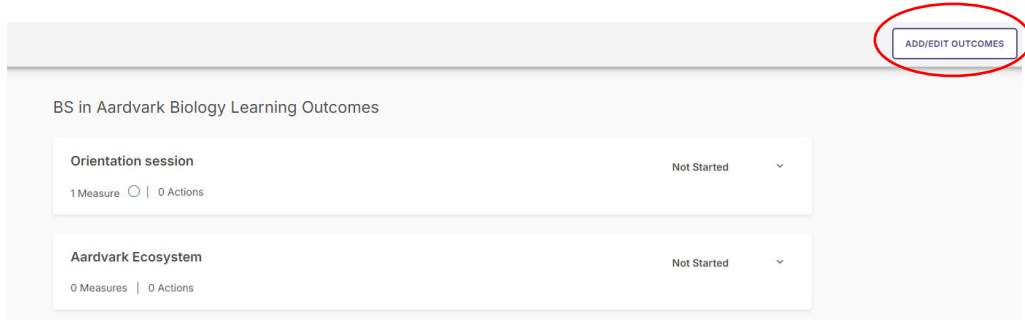 ADD/EDIT OUTCOMES
BS in Aardvark Biology Learning Outcomes
Orientation session
Not Started
1 Measure | 0 Actions
Aardvark Ecosystem
Not Started
0 Measures | 0 Actions